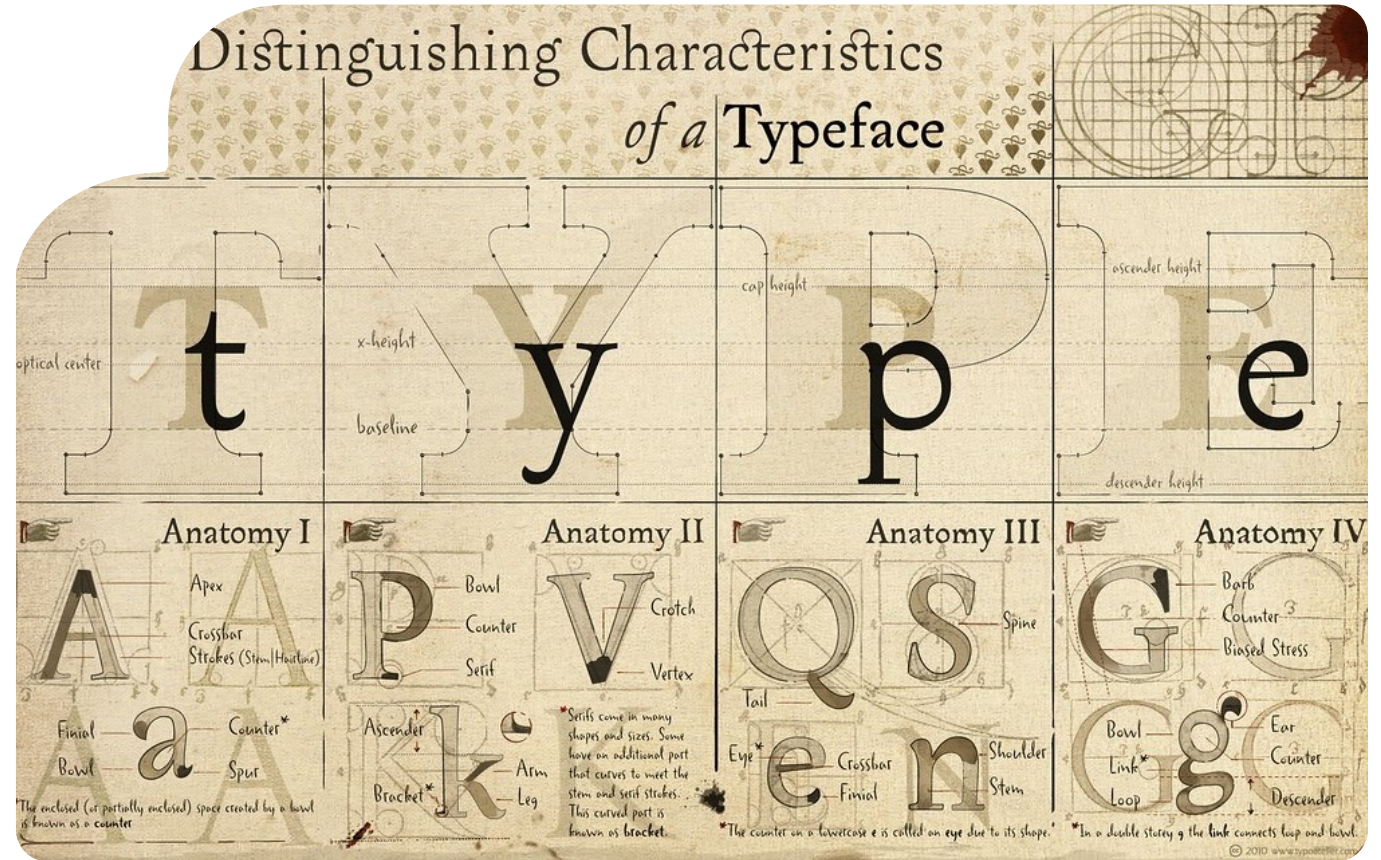 Distinguishing Characteristics
of a Typeface
optical center
x-height
baseline
cap height
ascender height
descender height
t
y
p
e
T
Y
P
E
Anatomy I
A
Apex
Crossbar
Strokes (Stem|Hairline)
a
Finial
Bowl
Counter*
Spur
*The enclosed (or partially enclosed) space created by a bowl
is known as a counter
Anatomy II
P
Bowl
Counter
Serif
V
Crotch
Vertex
k
Ascender
Bracket*
Arm
Leg
*Serifs come in many
shapes and sizes. Some
have an additional part
that curves to meet the
stem and serif strokes.
This curved part is
known as bracket.
Anatomy III
Q
Tail
S
Spine
e
Eye*
Crossbar
Finial
n
Shoulder
Stem
*The counter on a lowercase e is called an eye due to its shape.
Anatomy IV
G
Barb
Counter
Biased Stress
g
Bowl
Link*
Loop
Ear
Counter
Descender
*In a double storey g the link connects loop and bowl.
2010